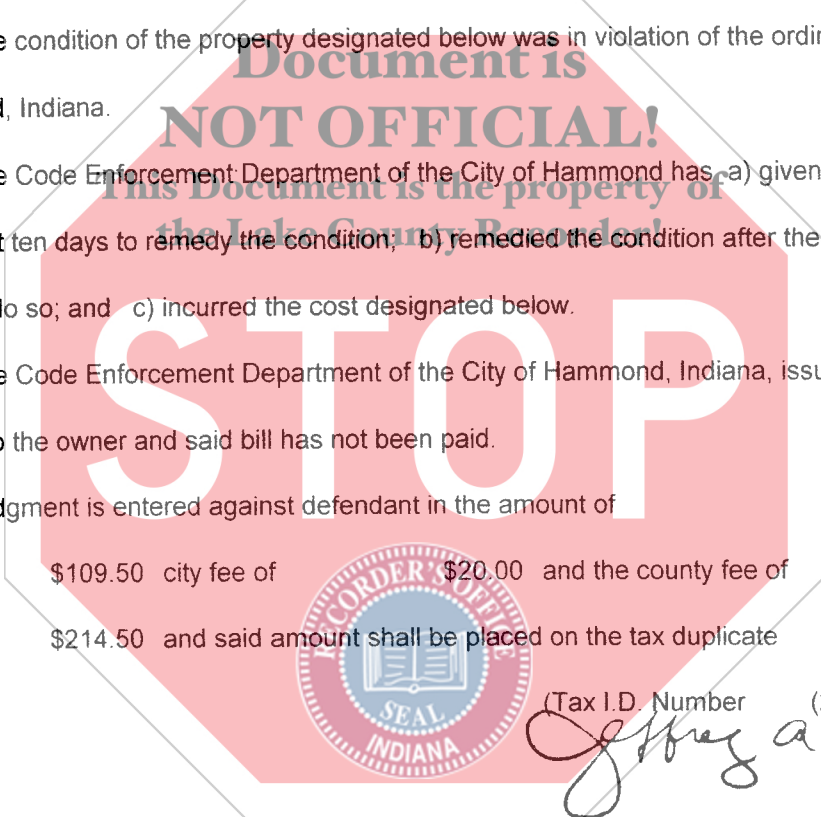 e condition of the property designated below was in violation of the ordin
Document is
NOT OFFICIAL!
, Indiana.
e Code Enforcement Department of the City of Hammond has a) given
This Document is the property of
the Lake County Recorder!
t ten days to remedy the condition; b) remedied the condition after the
do so; and c) incurred the cost designated below.
STOP
e Code Enforcement Department of the City of Hammond, Indiana, issu
o the owner and said bill has not been paid.
dgment is entered against defendant in the amount of
$109.50 city fee of $20.00 and the county fee of
$214.50 and said amount shall be placed on the tax duplicate
RECORDER'S OFFICE
SEAL
INDIANA
(Tax I.D. Number (
Jeffrey a